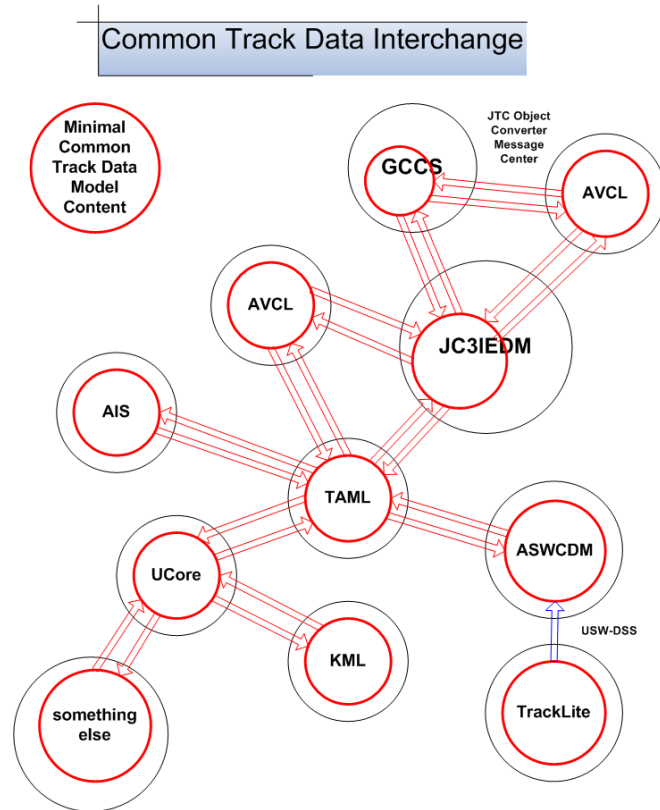 Common Track Data Interchange
Minimal
Common
Track Data
Model
Content
GCCS
JTC Object
Converter
Message
Center
AVCL
AVCL
JC3IEDM
AIS
TAML
ASWCDM
UCore
USW-DSS
KML
something
else
TrackLite